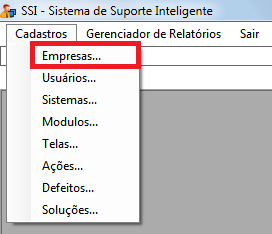 SSI - Sistema de Suporte Inteligente
Cadastros Gerenciador de Relatórios Sair
Empresas...
Usuários...
Sistemas...
Modulos...
Telas...
Ações...
Defeitos...
Soluções...